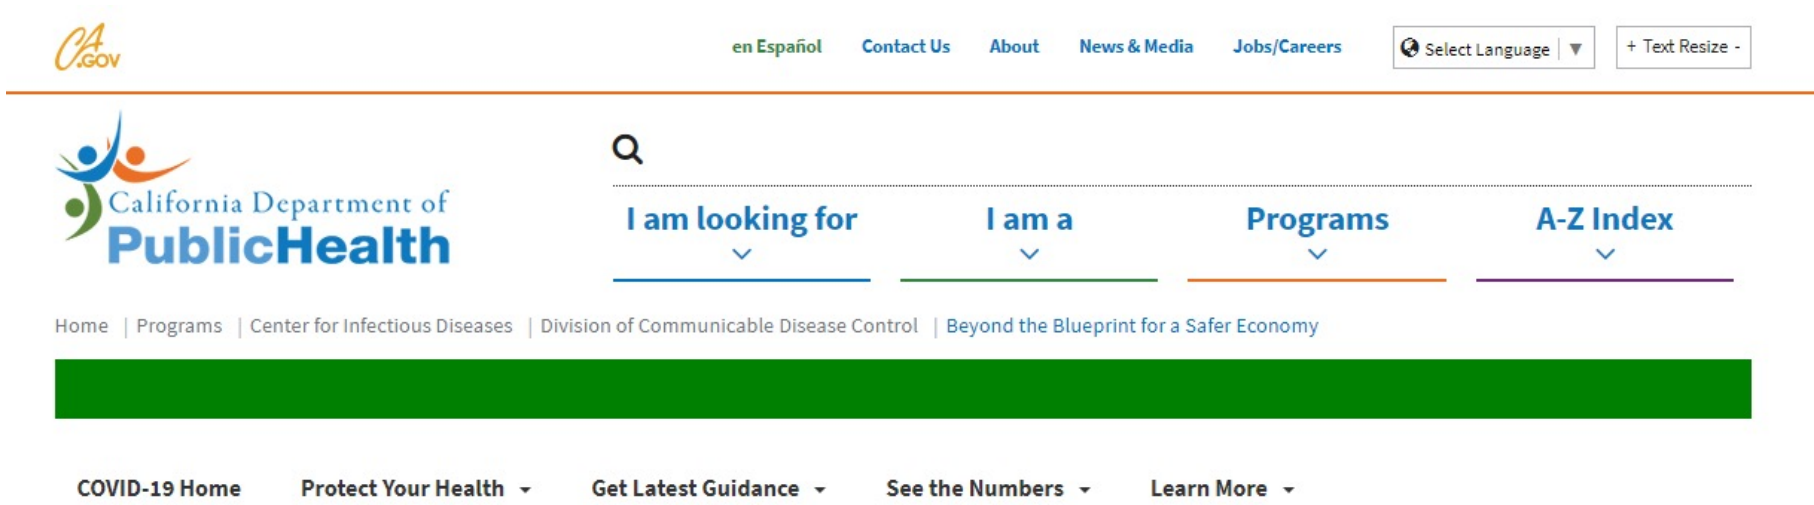 CA.GOV
en Español Contact Us About News & Media Jobs/Careers Select Language ▼ + Text Resize -
California Department of
PublicHealth
I am looking for I am a Programs A-Z Index
Home | Programs | Center for Infectious Diseases | Division of Communicable Disease Control | Beyond the Blueprint for a Safer Economy
COVID-19 Home Protect Your Health Get Latest Guidance See the Numbers Learn More